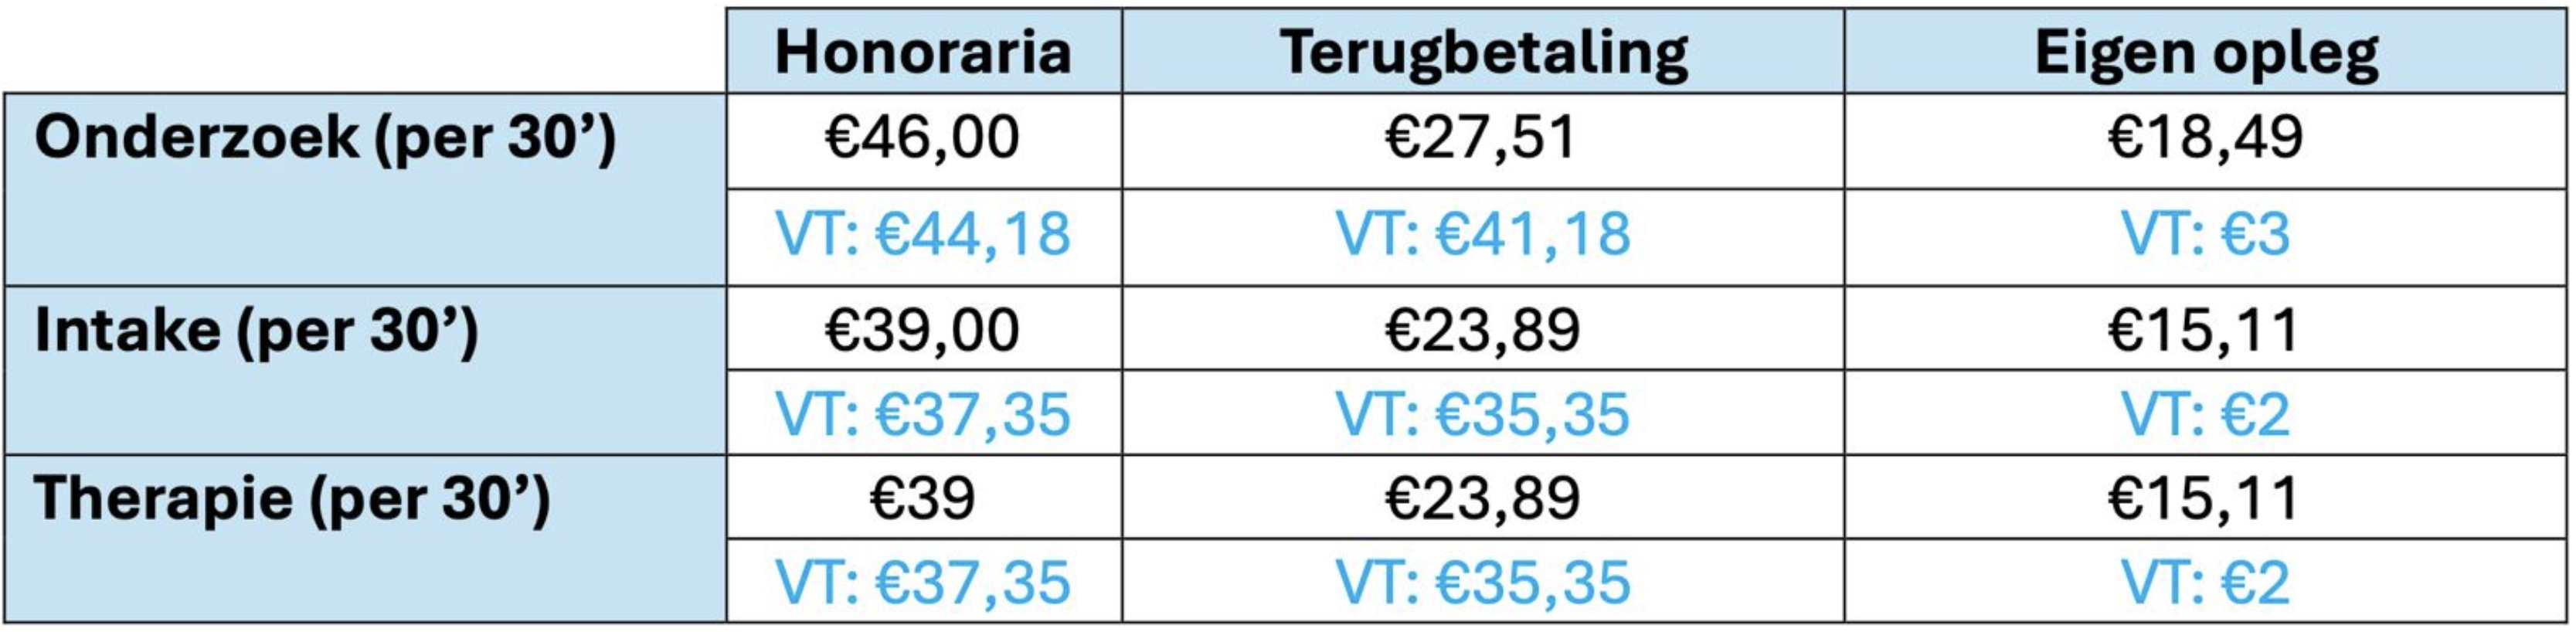 Honoraria Terugbetaling Eigen opleg
Onderzoek (per 30’) €46,00 €27,51 €18,49
VT: €44,18 VT: €41,18 VT: €3
Intake (per 30’) €39,00 €23,89 €15,11
VT: €37,35 VT: €35,35 VT: €2
Therapie (per 30’) €39 €23,89 €15,11
VT: €37,35 VT: €35,35 VT: €2